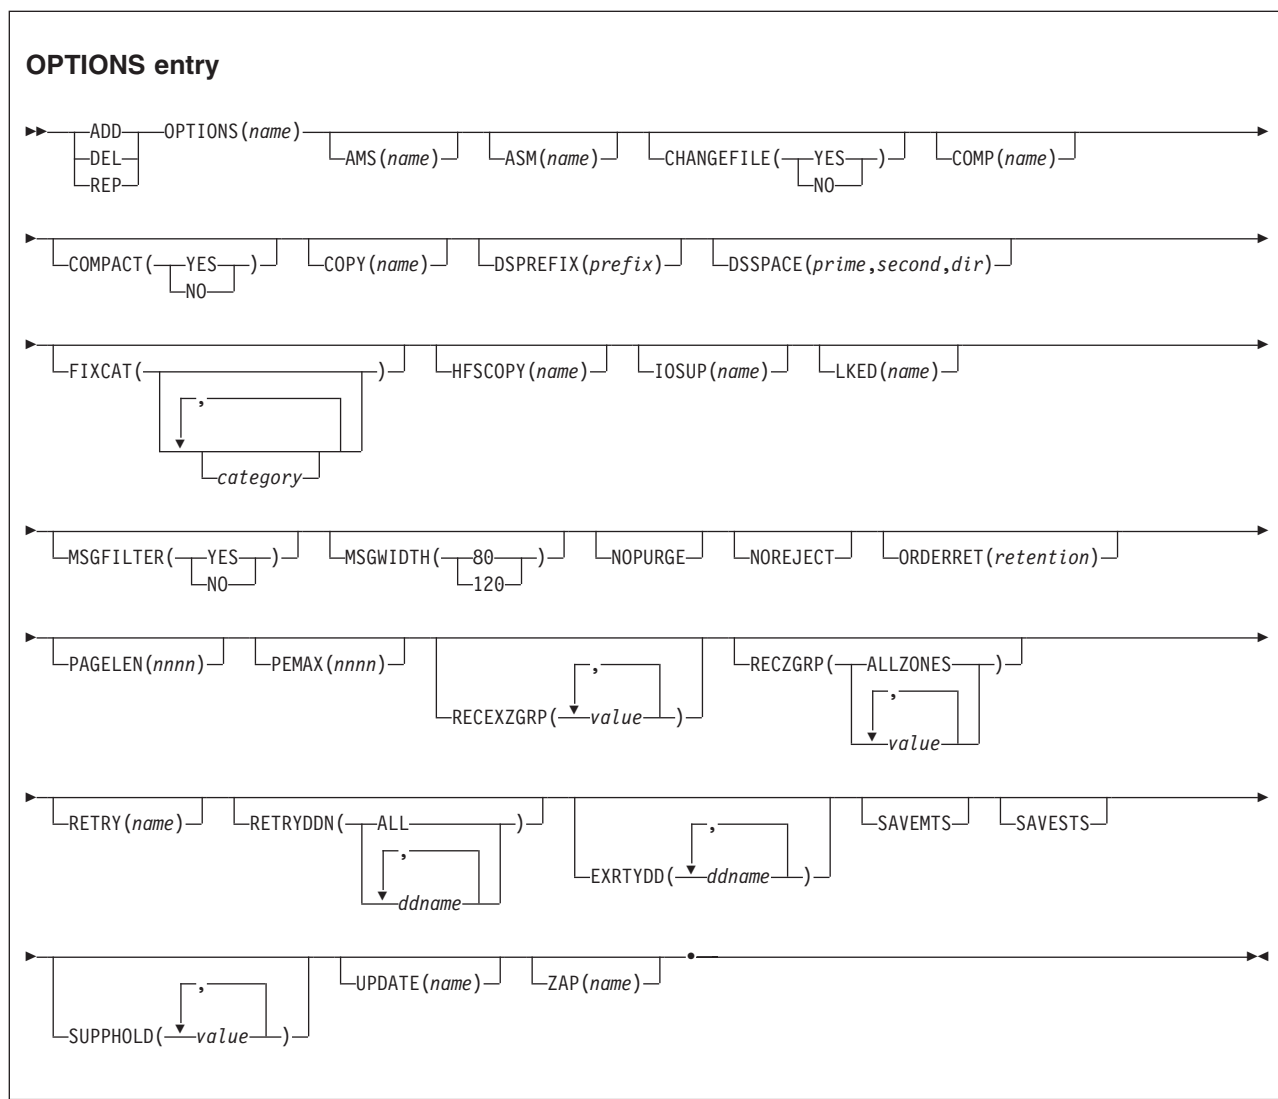 OPTIONS entry
ADD OPTIONS(name)
DEL AMS(name) ASM(name) CHANGEFILE( YES ) COMP(name)
REP NO
COMPACT( YES ) COPY(name) DSPREFIX(prefix) DSSPACE(prime,second,dir)
NO
FIXCAT( ) HFSCOPY(name) IOSUP(name) LKED(name)
,
category
MSGFILTER( YES ) MSGWIDTH( 80 ) NOPURGE NOREJECT ORDERRET(retention)
NO 120
PAGELEN(nnnn) PEMAX(nnnn) RECZGRP( ALLZONES )
, ,
RECEXZGRP( value ) value
RETRY(name) RETRYDDN( ALL ) SAVEMTS SAVESTS
, ,
EXRTYDD( ddname )
ddname
UPDATE(name) ZAP(name)
,
SUPPHOLD( value )